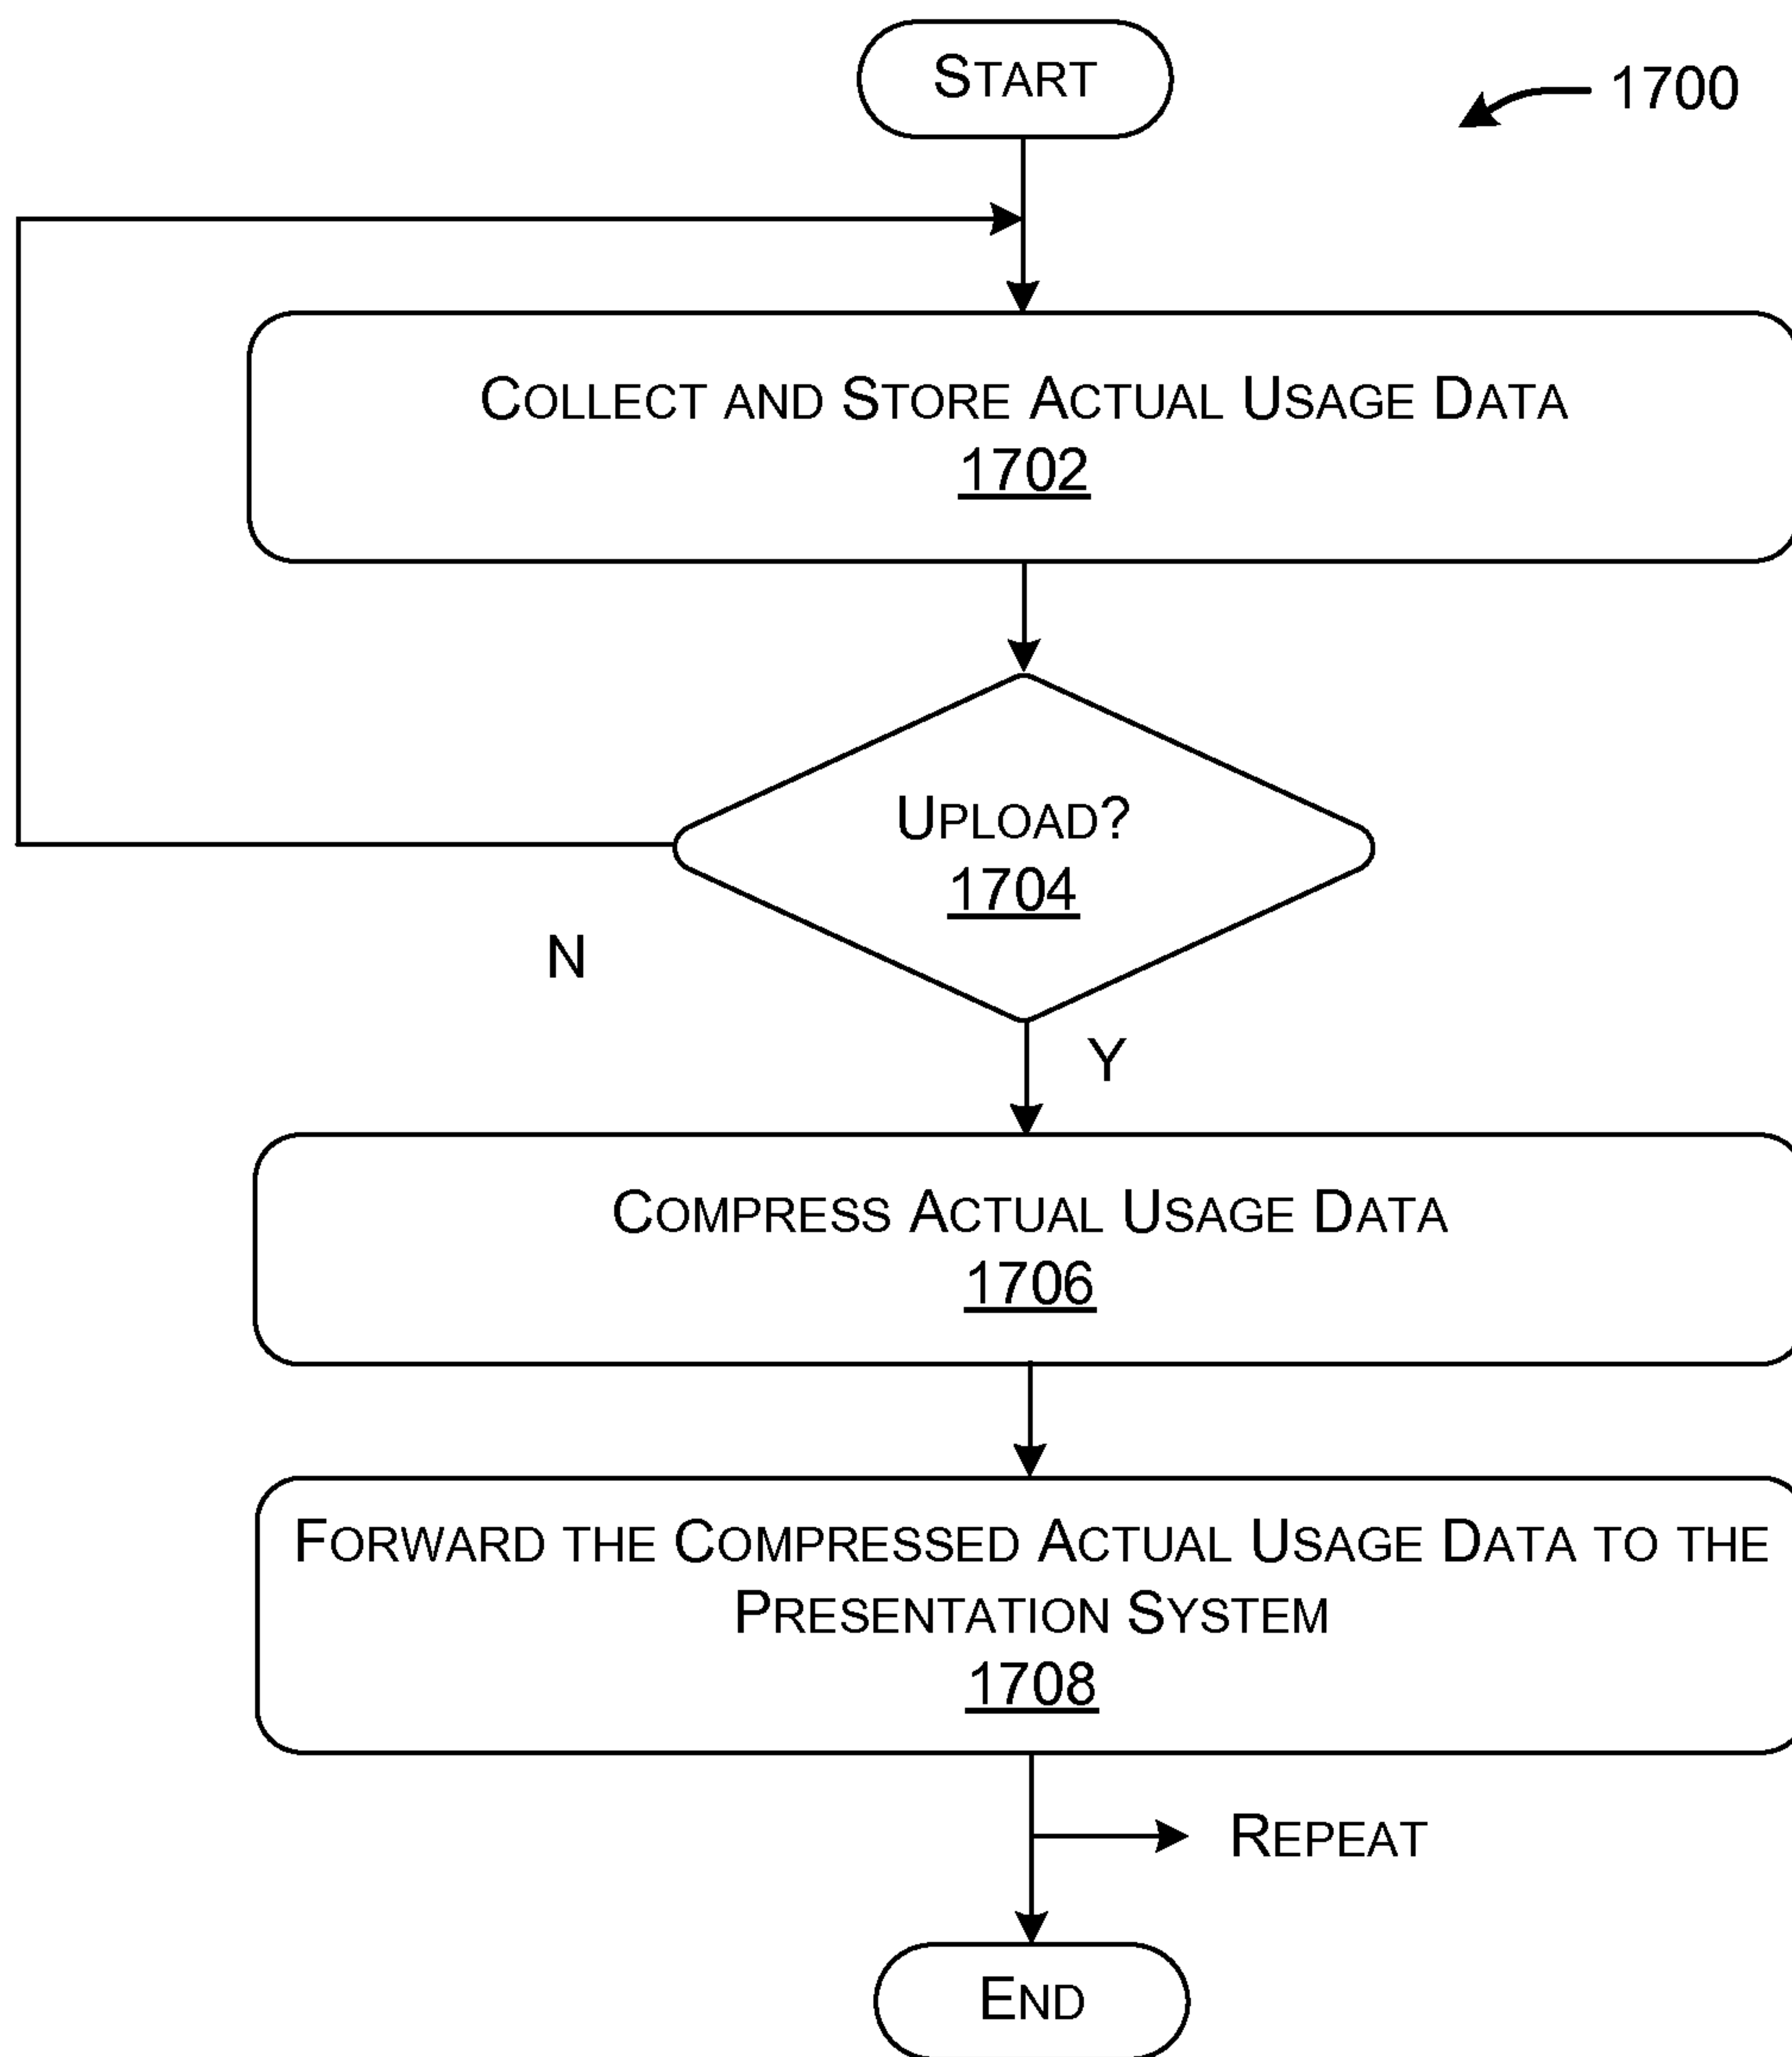 START
1700
COLLECT AND STORE ACTUAL USAGE DATA
1702
UPLOAD?
1704
N
Y
COMPRESS ACTUAL USAGE DATA
1706
FORWARD THE COMPRESSED ACTUAL USAGE DATA TO THE
PRESENTATION SYSTEM
1708
REPEAT
END